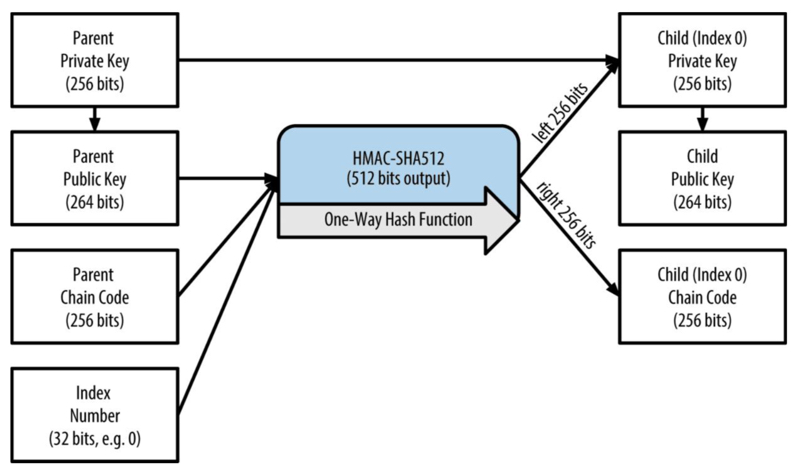 Parent
Private Key
(256 bits)
Parent
Public Key
(264 bits)
Parent
Chain Code
(256 bits)
Index
Number
(32 bits, e.g. 0)
HMAC-SHA512
(512 bits output)
One-Way Hash Function
left 256 bits
right 256 bits
Child (Index 0)
Private Key
(256 bits)
Child
Public Key
(264 bits)
Child (Index 0)
Chain Code
(256 bits)